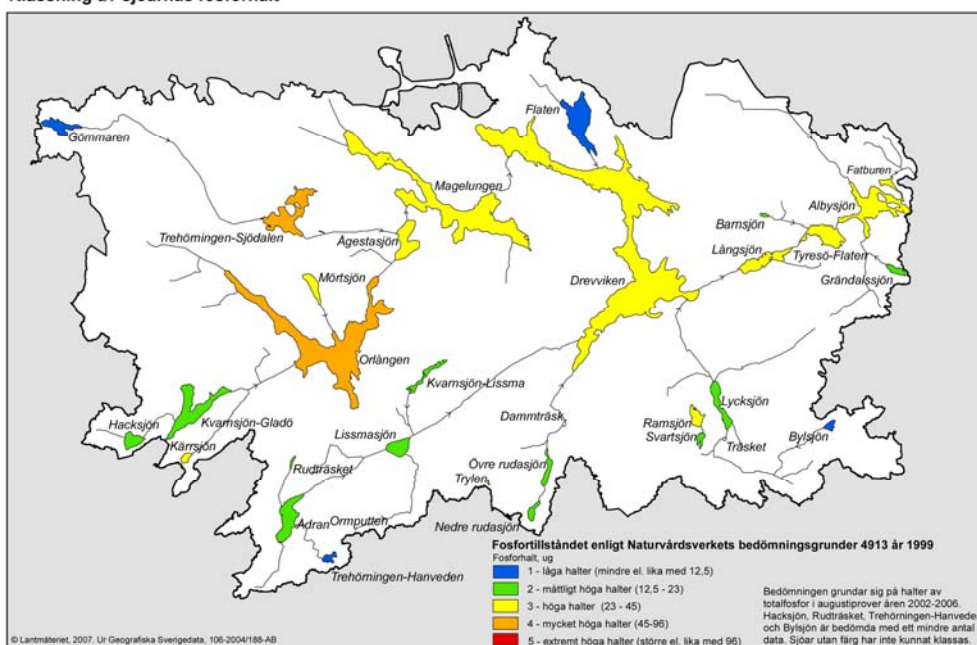 Klassning av sjöarnas fosforhalt
Flaten
Gömmaren
Fatburen
Magelungen
Albysjön
Barnsjön
Trehörningen-Sjödalen
Ågestasjön
Långsjön
Tyresö-Flaten
Mörtsjön
Drevviken
Grändalssjön
Orlången
Kvarnsjön-Lissma
Lycksjön
Hacksjön
Kvarnsjön-Gladö
Dammträsk
Ramsjön
Kärrsjön
Lissmasjön
Svartsjön
Bylsjön
Träsket
Rudträsket
Övre rudasjön
Trylen
Ådran
Ormputten
Nedre rudasjön
Trehörningen-Hanveden
Fosfortillståndet enligt Naturvårdsverkets bedömningsgrunder 4913 år 1999
Fosforhalt, ug
1 - låga halter (mindre el. lika med 12,5)
2 - måttligt höga halter (12,5 - 23)
3 - höga halter (23 - 45)
4 - mycket höga halter (45-96)
5 - extremt höga halter (större el. lika med 96)
Bedömningen grundar sig på halter av
totalfosfor i augustiprover åren 2002-2006.
Hacksjön, Rudträsket, Trehörningen-Hanveden
och Bylsjön är bedömda med ett mindre antal
data. Sjöar utan färg har inte kunnat klassas.
© Lantmäteriet, 2007. Ur Geografiska Sverigedata, 106-2004/188-AB